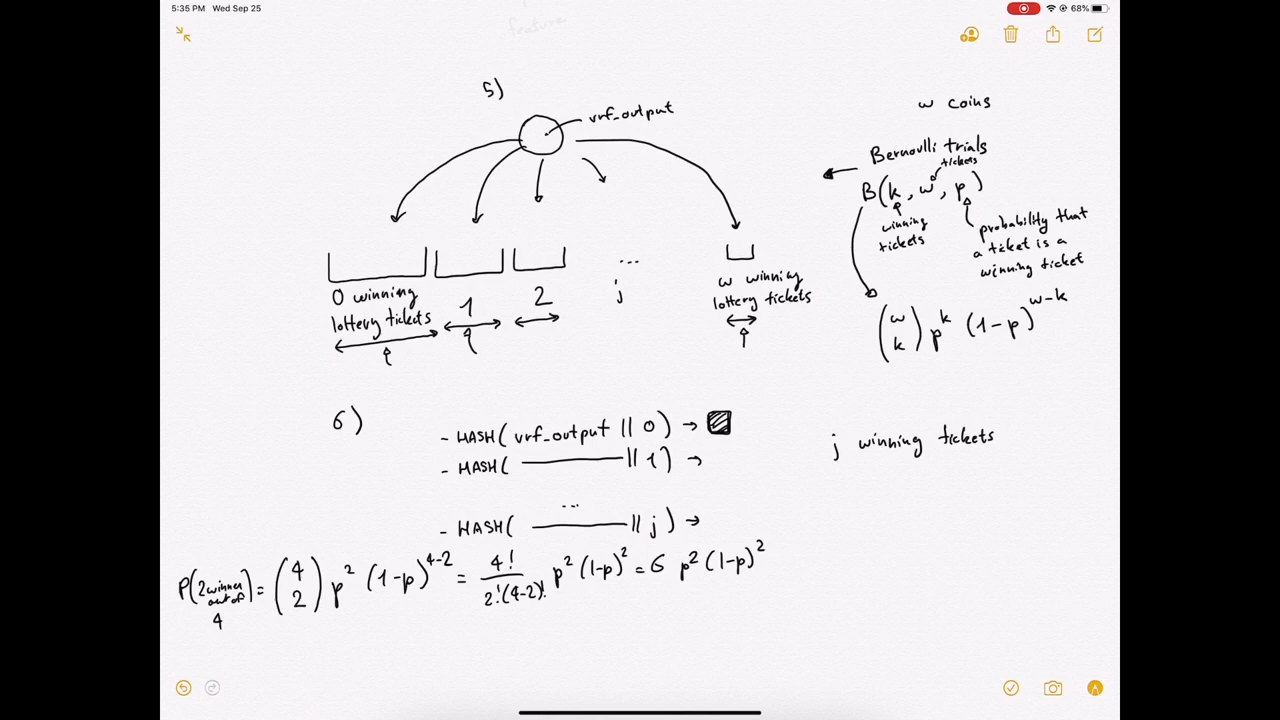 5:35 PM Wed Sep 25
68%
feature
5)
vrf_output
w coins
Bernoulli trials
tickets
B(k, w, p)
winning
tickets
probability that
a ticket is a
winning ticket
0 winning
lottery tickets
1
2
...
j
w winning
lottery tickets
(w k) p^k (1-p)^w-k
6)
- HASH(vrf_output || 0) →
- HASH( ——— || 1) →
...
- HASH( ——— || j) →
j winning tickets
P(2 winner out of 4) = (4 2) p^2 (1-p)^4-2 = 4! / 2!(4-2)! p^2 (1-p)^2 = 6 p^2 (1-p)^2